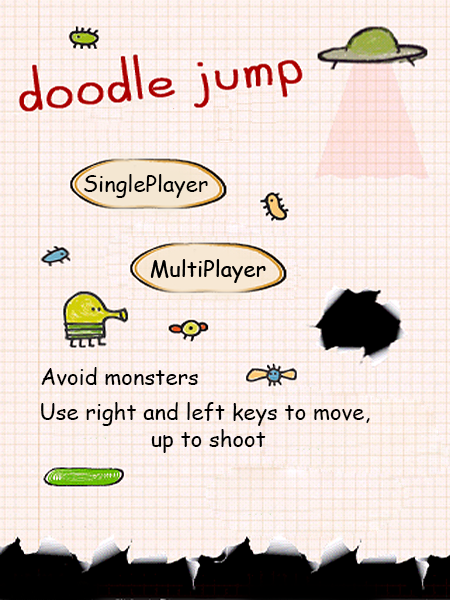 doodle jump
SinglePlayer
MultiPlayer
Avoid monsters
Use right and left keys to move,
up to shoot